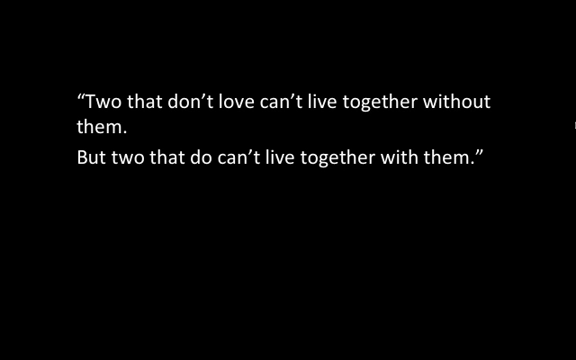 “Two that don’t love can’t live together without
them.
But two that do can’t live together with them.”